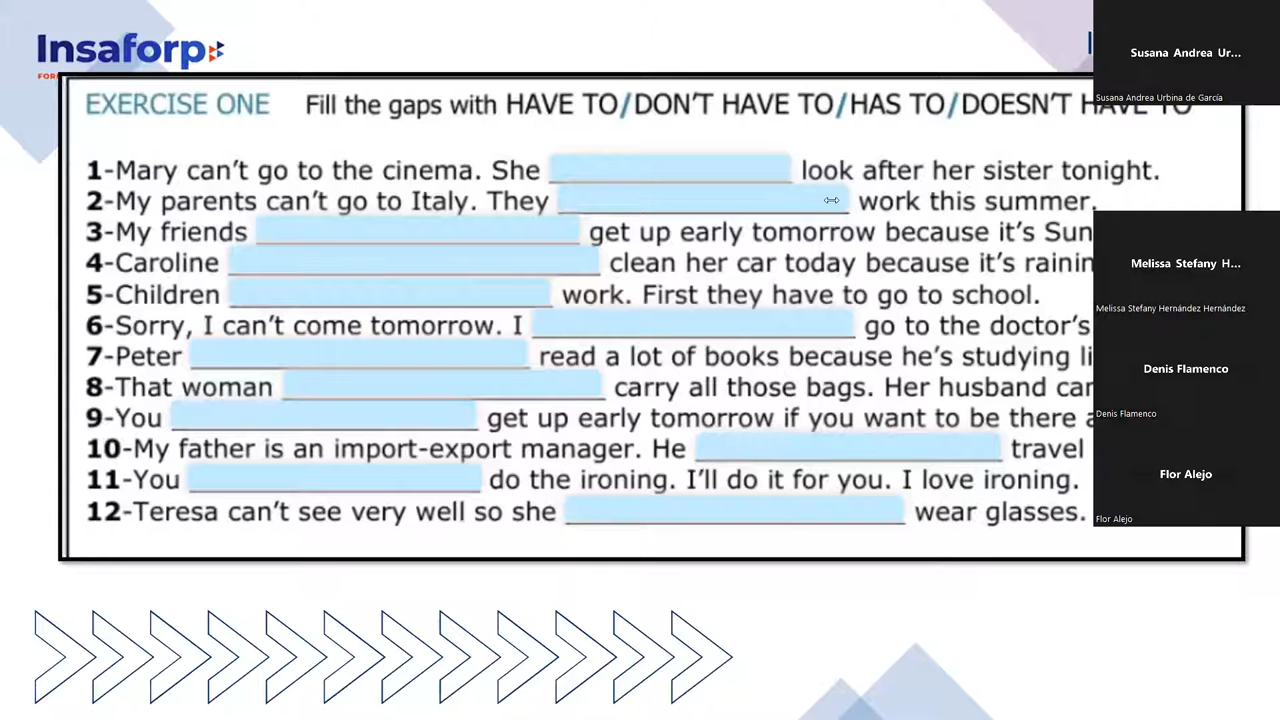 Insaforp
FOR
EXERCISE ONE Fill the gaps with HAVE TO/DON'T HAVE TO/HAS TO/DOESN'T HAVE TO
1-Mary can't go to the cinema. She look after her sister tonight.
2-My parents can't go to Italy. They work this summer.
3-My friends get up early tomorrow because it's Sun
4-Caroline clean her car today because it's rainin
5-Children work. First they have to go to school.
6-Sorry, I can't come tomorrow. I go to the doctor's
7-Peter read a lot of books because he's studying li
8-That woman carry all those bags. Her husband car
9-You get up early tomorrow if you want to be there
10-My father is an import-export manager. He travel
11-You do the ironing. I'll do it for you. I love ironing.
12-Teresa can't see very well so she wear glasses.
Susana Andrea Ur...
Susana Andrea Urbina de García
Melissa Stefany H...
Melissa Stefany Hernández Hernández
Denis Flamenco
Denis Flamenco
Flor Alejo
Flor Alejo